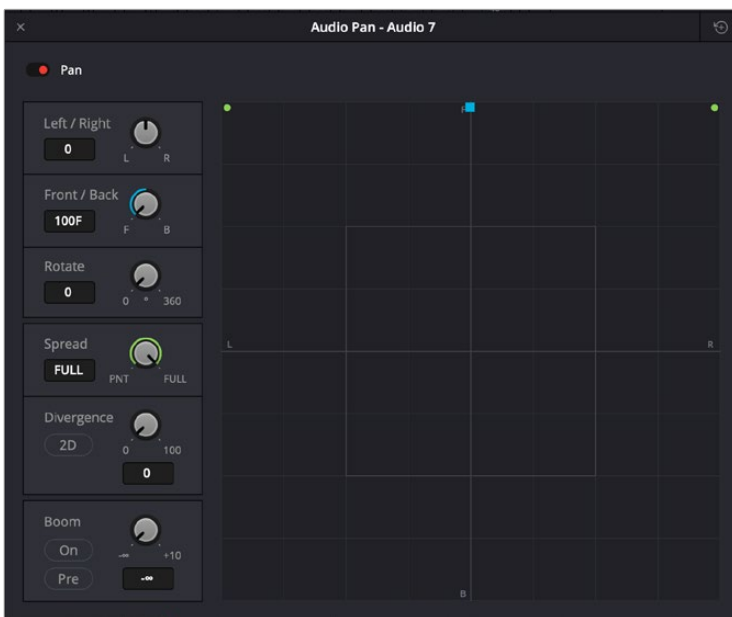 Audio Pan - Audio 7
Pan
Left / Right
0
L R
Front / Back
100F
F B
Rotate
0
0 ° 360
Spread
FULL
PNT FULL
Divergence
2D
0 100
0
Boom
On
-∞ +10
Pre
-∞
F
L R
B